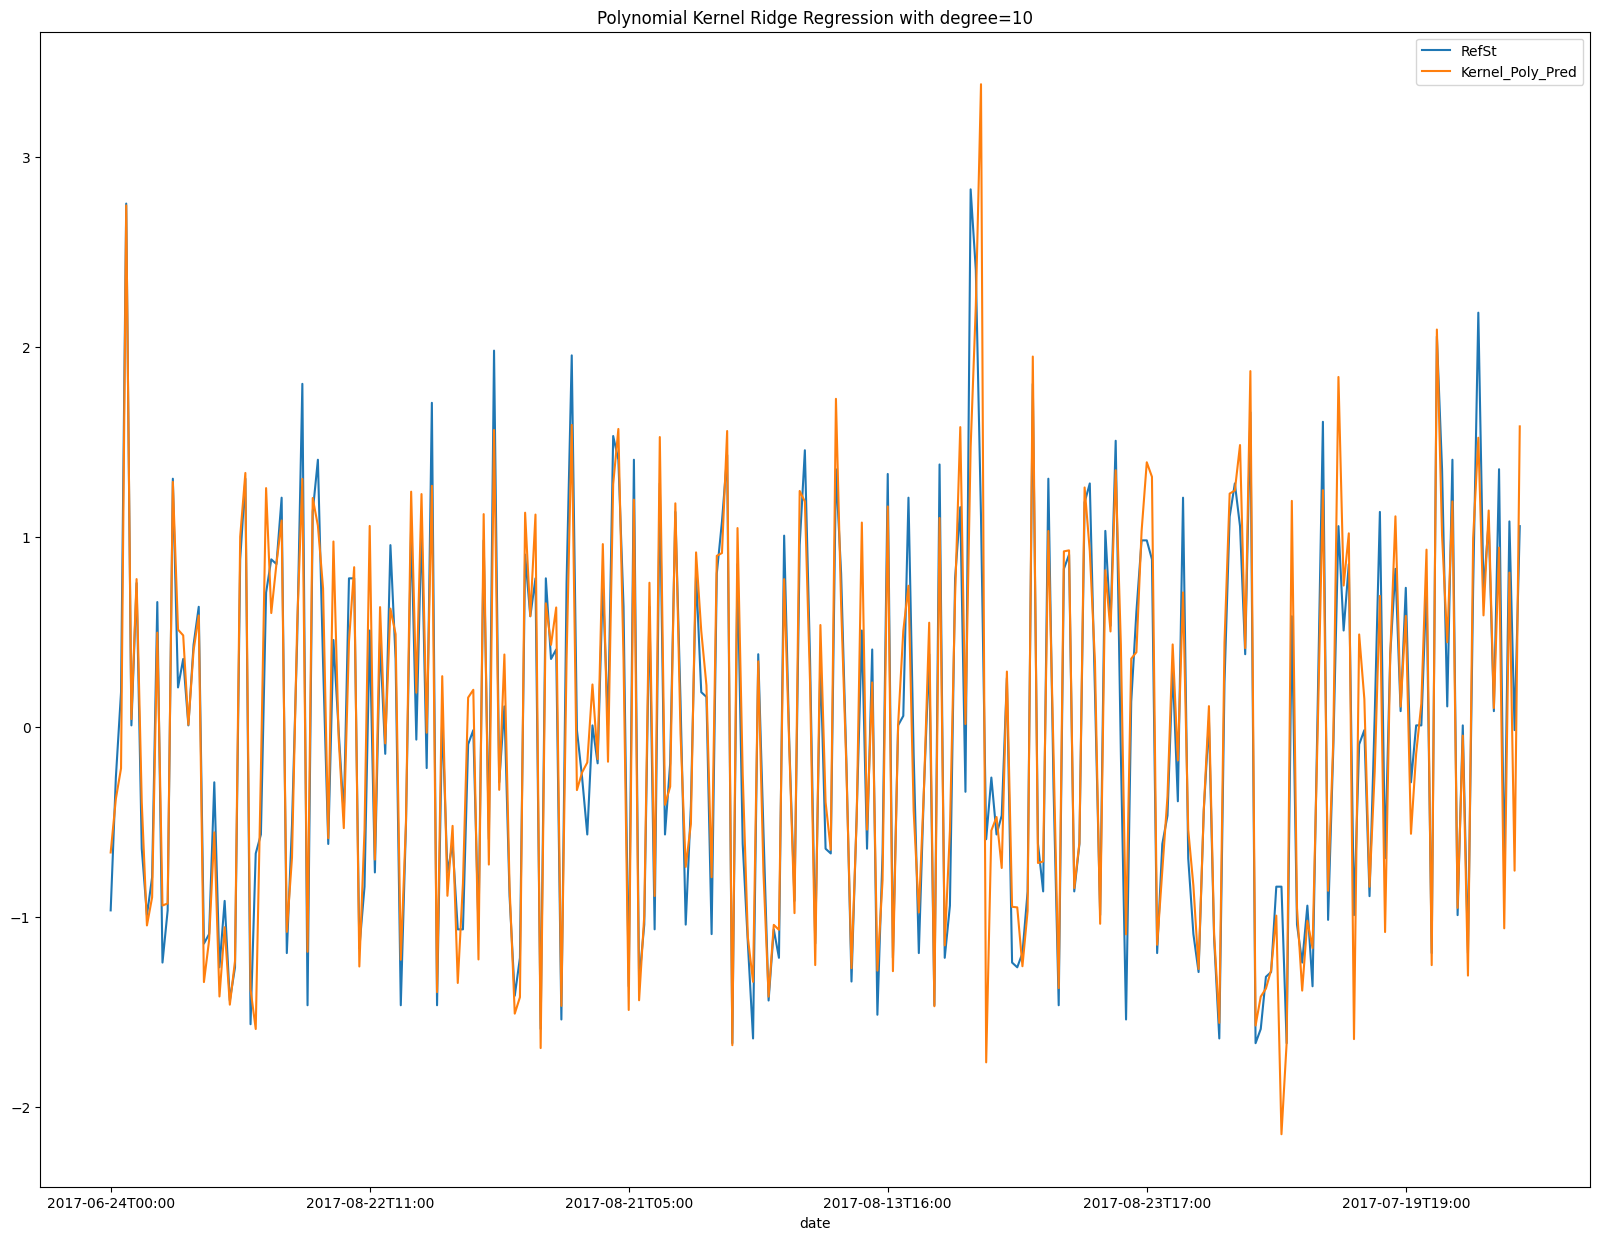 Polynomial Kernel Ridge Regression with degree=10
RefSt
Kernel_Poly_Pred
3
2
1
0
−1
−2
2017-06-24T00:00
2017-08-22T11:00
2017-08-21T05:00
2017-08-13T16:00
2017-08-23T17:00
2017-07-19T19:00
date